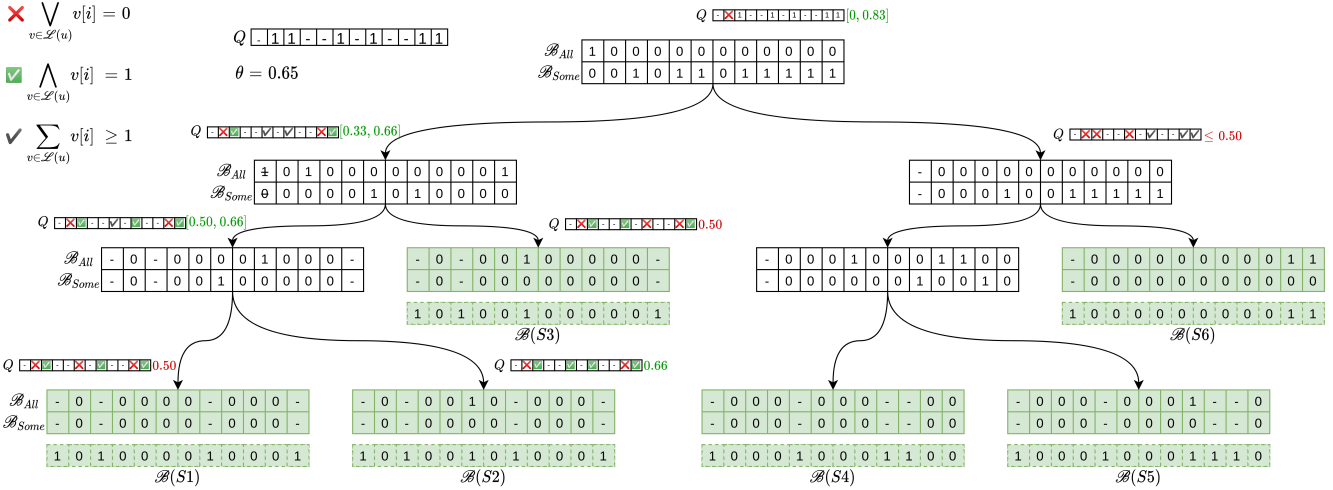 ❌ ⋁ v∈ℒ(u) v[i] = 0
✅ ⋀ v∈ℒ(u) v[i] = 1
✔ ∑ v∈ℒ(u) v[i] ≥ 1
Q - 1 1 - - 1 - 1 - - 1 1
θ = 0.65
Q - ❌ 1 - - 1 - 1 - - 1 1 [0, 0.83]
ℬAll 1 0 0 0 0 0 0 0 0 0 0 0
ℬSome 0 0 1 0 1 1 0 1 1 1 1 1
Q - ❌ ✅ - - ✔ - ✔ - - ❌ ✅ [0.33, 0.66]
ℬAll 1 0 1 0 0 0 0 0 0 0 0 1
ℬSome 0 0 0 0 0 1 0 1 0 0 0 0
Q - ❌ ❌ - - ❌ - ✔ - - ✔ ✔ ≤ 0.50
- 0 0 0 0 0 0 0 0 0 0 0
- 0 0 0 1 0 0 1 1 1 1 1
Q - ❌ ✅ - - ✔ - ✅ - - ❌ ✅ [0.50, 0.66]
ℬAll - 0 - 0 0 0 0 1 0 0 0 -
ℬSome - 0 - 0 0 1 0 0 0 0 0 -
Q - ❌ ✅ - - ✅ - ❌ - - ❌ ✅ 0.50
- 0 - 0 0 1 0 0 0 0 0 -
- 0 - 0 0 0 0 0 0 0 0 -
1 0 1 0 0 1 0 0 0 0 0 1
ℬ(S3)
- 0 0 0 1 0 0 0 1 1 0 0
- 0 0 0 0 0 0 1 0 0 1 0
- 0 0 0 0 0 0 0 0 0 1 1
- 0 0 0 0 0 0 0 0 0 0 0
1 0 0 0 0 0 0 0 0 0 1 1
ℬ(S6)
Q - ❌ ✅ - - ❌ - ✅ - - ❌ ✅ 0.50
ℬAll - 0 - 0 0 0 0 - 0 0 0 -
ℬSome - 0 - 0 0 0 0 - 0 0 0 -
1 0 1 0 0 0 0 1 0 0 0 1
ℬ(S1)
Q - ❌ ✅ - - ✅ - ✅ - - ❌ ✅ 0.66
- 0 - 0 0 1 0 - 0 0 0 -
- 0 - 0 0 0 0 - 0 0 0 -
1 0 1 0 0 1 0 1 0 0 0 1
ℬ(S2)
- 0 0 0 - 0 0 0 - - 0 0
- 0 0 0 - 0 0 0 - - 0 0
1 0 0 0 1 0 0 0 1 1 0 0
ℬ(S4)
- 0 0 0 - 0 0 0 1 - - 0
- 0 0 0 - 0 0 0 0 - - 0
1 0 0 0 1 0 0 0 1 1 1 0
ℬ(S5)